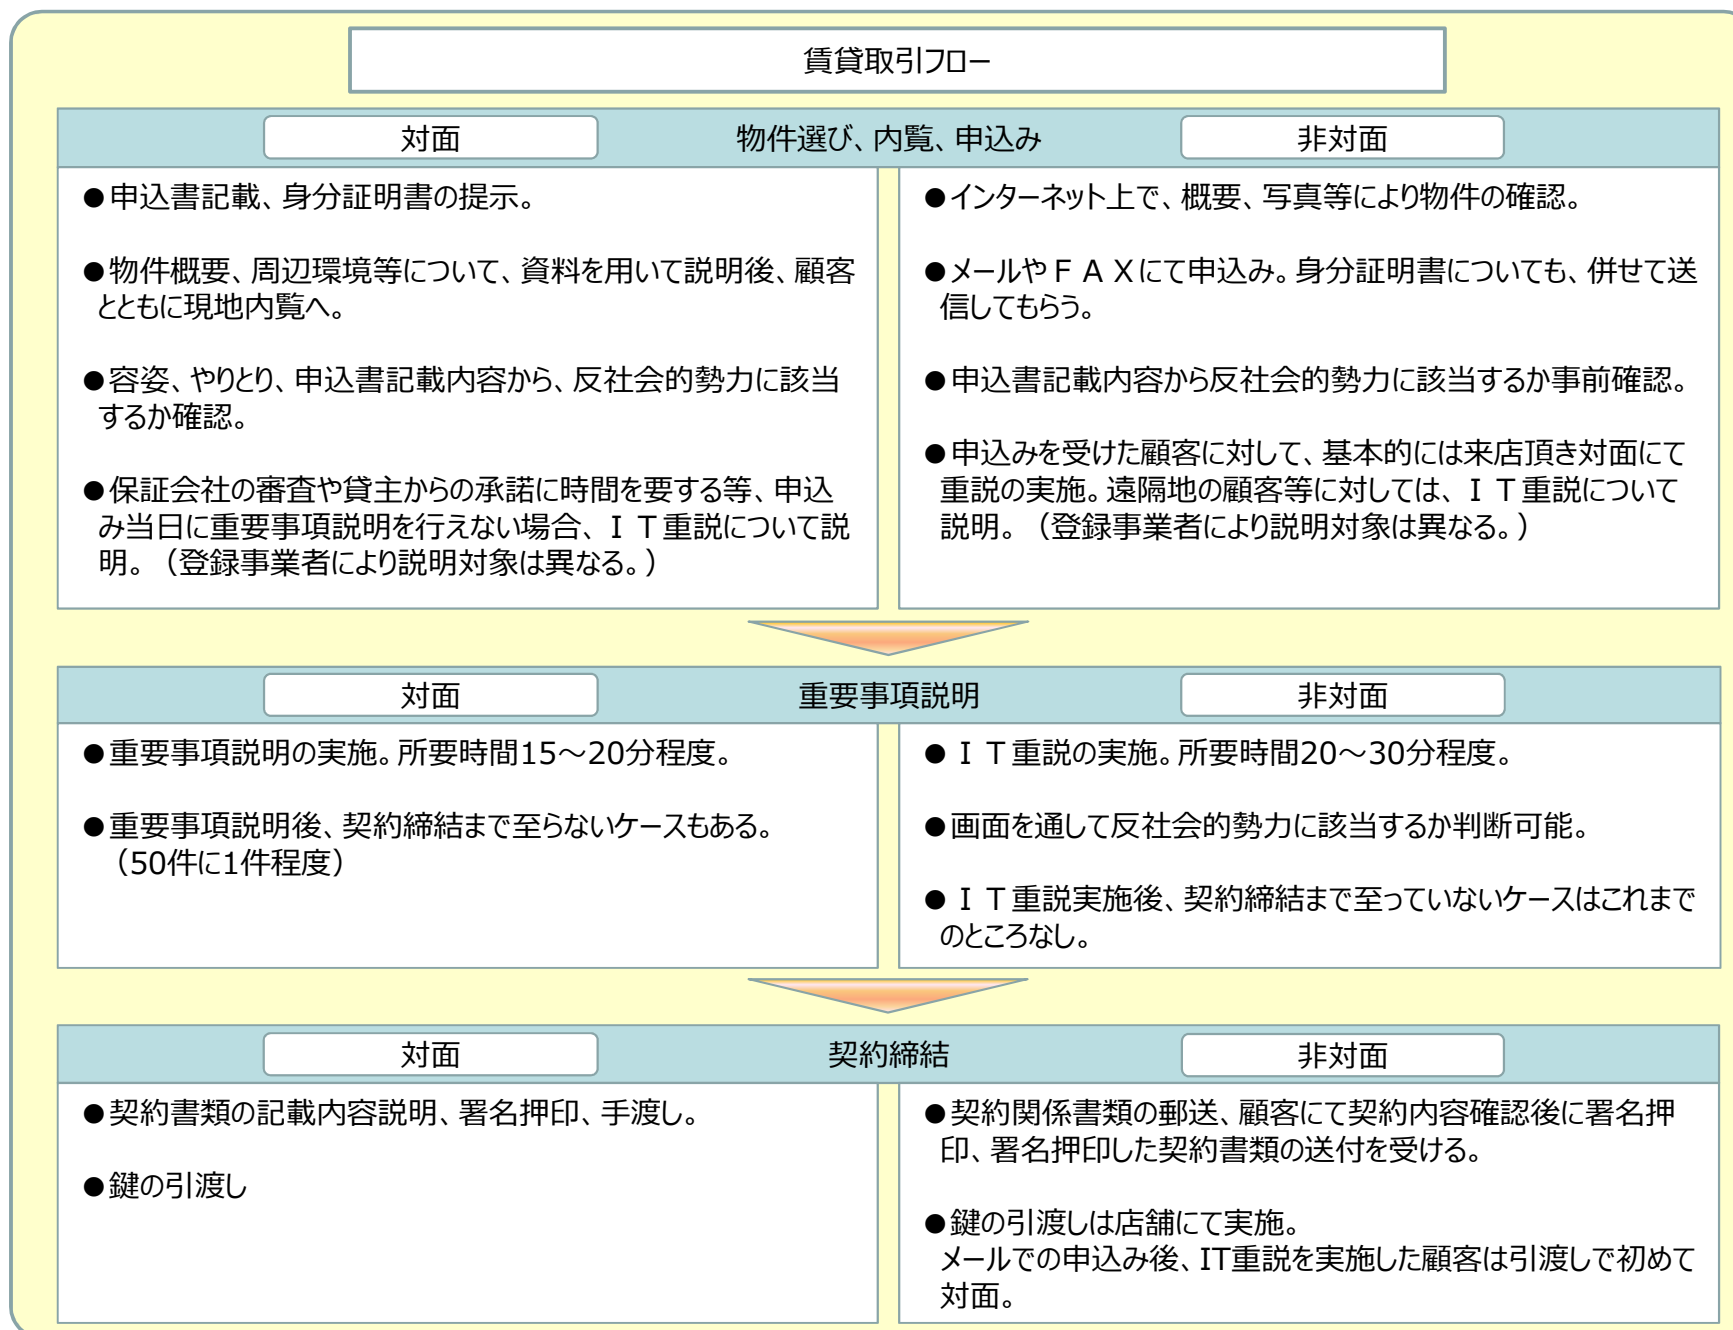 賃貸取引フロー
対面
物件選び、内覧、申込み
非対面
●申込書記載、身分証明書の提示。
●物件概要、周辺環境等について、資料を用いて説明後、顧客
とともに現地内覧へ。
●容姿、やりとり、申込書記載内容から、反社会的勢力に該当
するか確認。
●保証会社の審査や貸主からの承諾に時間を要する等、申込
み当日に重要事項説明を行えない場合、ＩＴ重説について説
明。（登録事業者により説明対象は異なる。）
●インターネット上で、概要、写真等により物件の確認。
●メールやＦＡＸにて申込み。身分証明書についても、併せて送
信してもらう。
●申込書記載内容から反社会的勢力に該当するか事前確認。
●申込みを受けた顧客に対して、基本的には来店頂き対面にて
重説の実施。遠隔地の顧客等に対しては、ＩＴ重説について
説明。（登録事業者により説明対象は異なる。）
対面
重要事項説明
非対面
●重要事項説明の実施。所要時間15～20分程度。
●重要事項説明後、契約締結まで至らないケースもある。
（50件に1件程度）
●ＩＴ重説の実施。所要時間20～30分程度。
●画面を通して反社会的勢力に該当するか判断可能。
●ＩＴ重説実施後、契約締結まで至っていないケースはこれまで
のところなし。
対面
契約締結
非対面
●契約書類の記載内容説明、署名押印、手渡し。
●鍵の引渡し
●契約関係書類の郵送、顧客にて契約内容確認後に署名押
印、署名押印した契約書類の送付を受ける。
●鍵の引渡しは店舗にて実施。
メールでの申込み後、IT重説を実施した顧客は引渡しで初めて
対面。